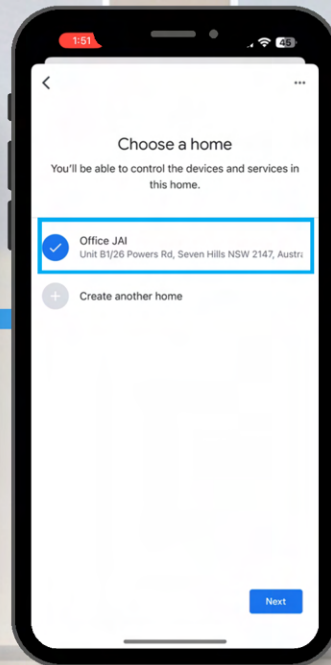 1:51
45
Choose a home
You'll be able to control the devices and services in
this home.
Office JAI
Unit B1/26 Powers Rd, Seven Hills NSW 2147, Austra
Create another home
Next